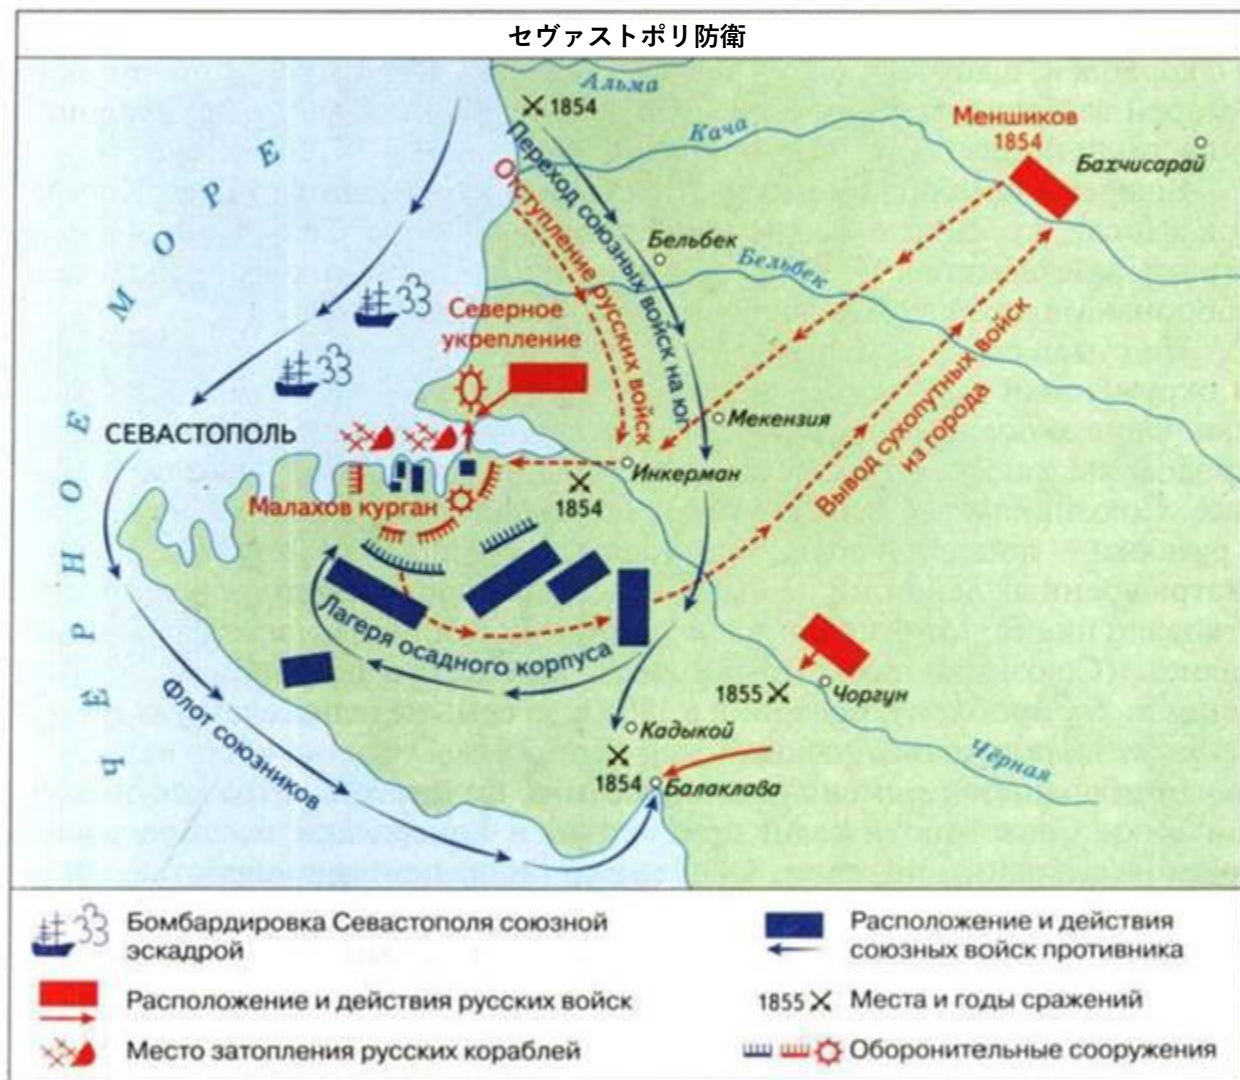 セヴァストポリ防衛
Альма
1854
Кача
Меншиков
1854
Бахчисарай
ЧЁРНОЕ МОРЕ
Переход союзных войск на юг
Отступление русских войск
Бельбек
Бельбек
Северное
укрепление
Мекензия
СЕВАСТОПОЛЬ
Инкерман
1854
Малахов курган
Вывод сухопутных войск
из города
Лагеря осадного корпуса
1855
Чоргун
Флот союзников
Кадыкой
1854
Балаклава
Чёрная
Бомбардировка Севастополя союзной
эскадрой
Расположение и действия русских войск
Место затопления русских кораблей
Расположение и действия
союзных войск противника
1855
Места и годы сражений
Оборонительные сооружения